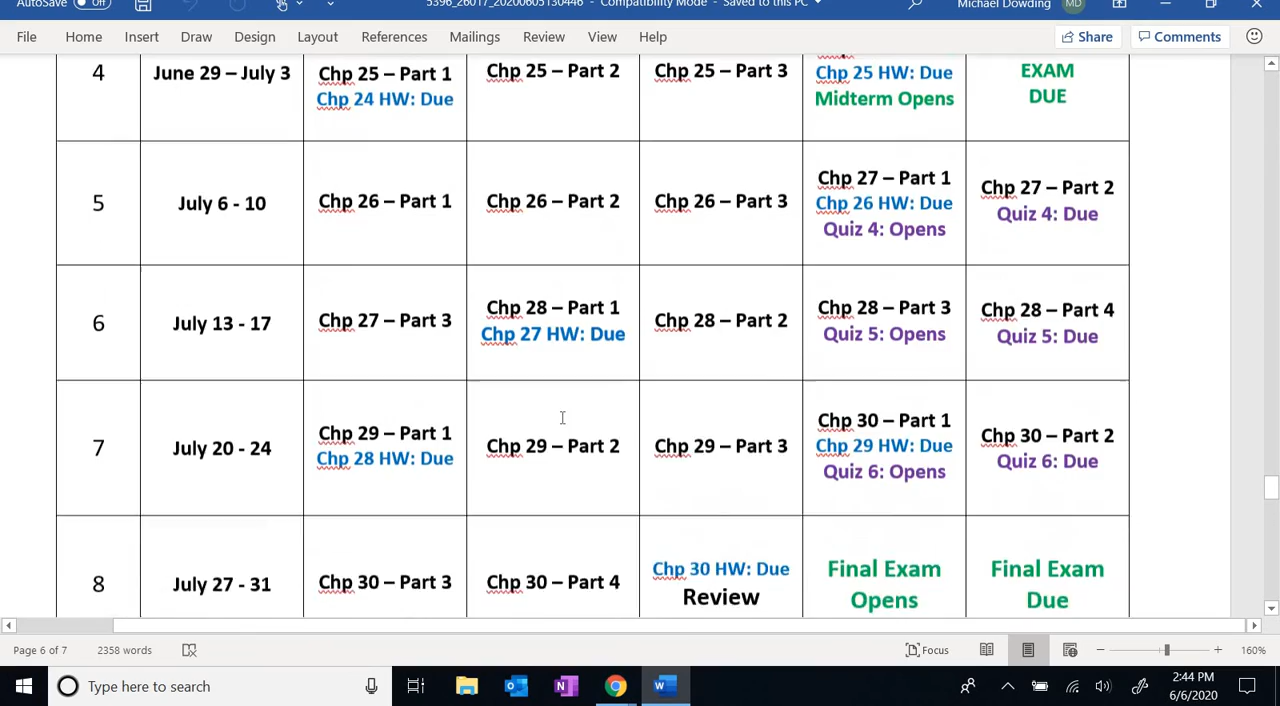 AutoSave
Off
5396_26017_20200605130446 - Compatibility Mode - Saved to this PC
Michael Dowding
MD
File
Home
Insert
Draw
Design
Layout
References
Mailings
Review
View
Help
Share
Comments
4
June 29 – July 3
Chp 25 – Part 1
Chp 24 HW: Due
Chp 25 – Part 2
Chp 25 – Part 3
Chp 25 HW: Due
Midterm Opens
EXAM
DUE
5
July 6 - 10
Chp 26 – Part 1
Chp 26 – Part 2
Chp 26 – Part 3
Chp 27 – Part 1
Chp 26 HW: Due
Quiz 4: Opens
Chp 27 – Part 2
Quiz 4: Due
6
July 13 - 17
Chp 27 – Part 3
Chp 28 – Part 1
Chp 27 HW: Due
Chp 28 – Part 2
Chp 28 – Part 3
Quiz 5: Opens
Chp 28 – Part 4
Quiz 5: Due
7
July 20 - 24
Chp 29 – Part 1
Chp 28 HW: Due
Chp 29 – Part 2
Chp 29 – Part 3
Chp 30 – Part 1
Chp 29 HW: Due
Quiz 6: Opens
Chp 30 – Part 2
Quiz 6: Due
8
July 27 - 31
Chp 30 – Part 3
Chp 30 – Part 4
Chp 30 HW: Due
Review
Final Exam
Opens
Final Exam
Due
Page 6 of 7
2358 words
Focus
160%
Type here to search
2:44 PM
6/6/2020